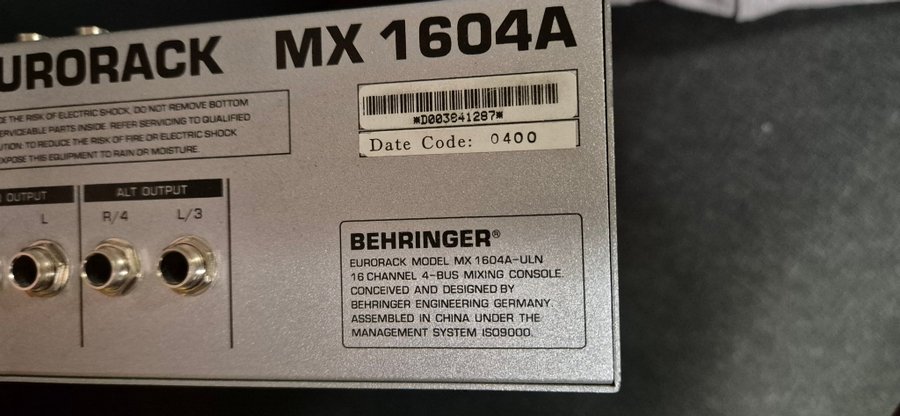 EURORACK MX 1604A
CE THE RISK OF ELECTRIC SHOCK, DO NOT REMOVE BOTTOM
SERVICEABLE PARTS INSIDE. REFER SERVICING TO QUALIFIED
UTION: TO REDUCE THE RISK OF FIRE OR ELECTRIC SHOCK
EXPOSE THIS EQUIPMENT TO RAIN OR MOISTURE.
*D003641287*
Date Code: 0400
OUTPUT
L
ALT OUTPUT
R/4 L/3
BEHRINGER®
EURORACK MODEL MX 1604A-ULN
16 CHANNEL 4-BUS MIXING CONSOLE.
CONCEIVED AND DESIGNED BY
BEHRINGER ENGINEERING GERMANY.
ASSEMBLED IN CHINA UNDER THE
MANAGEMENT SYSTEM ISO9000.